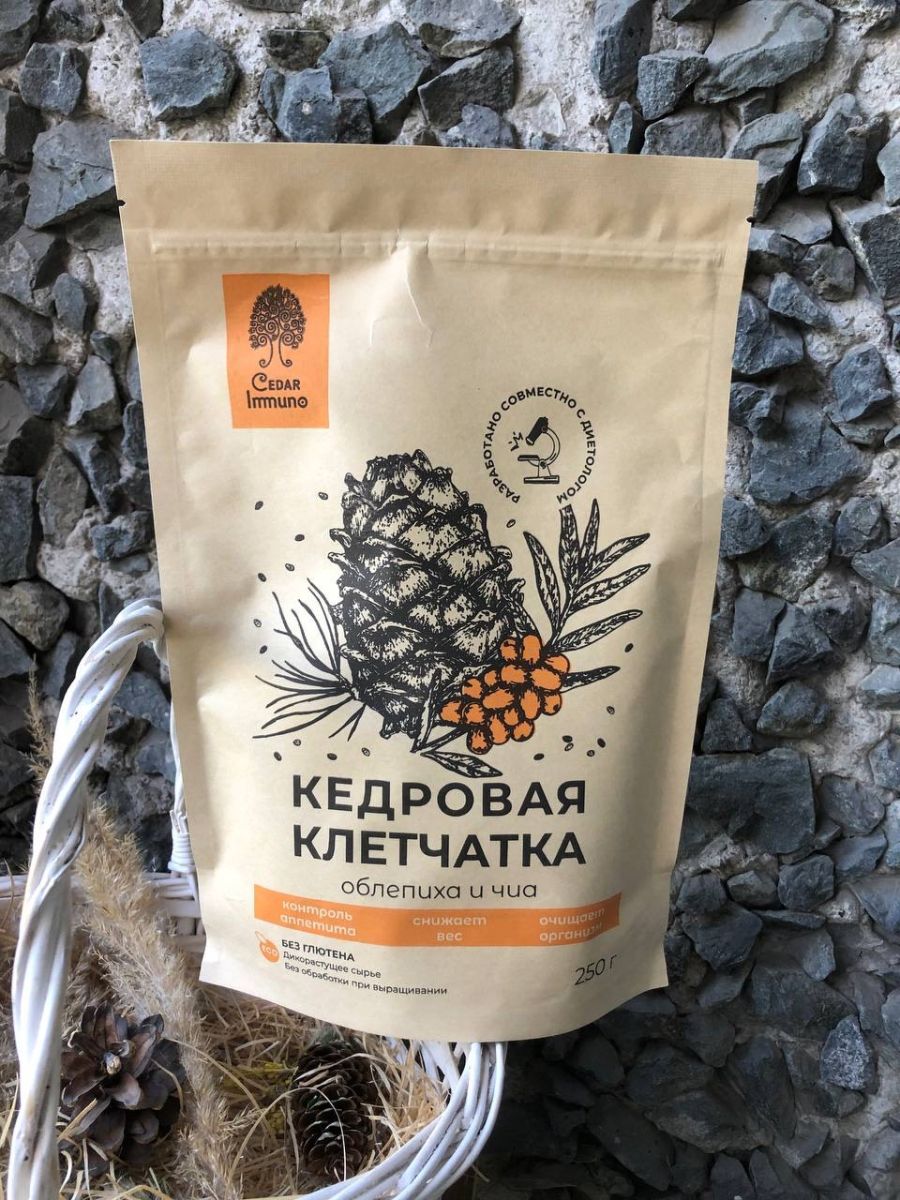 CEDAR
Immuno
РАЗРАБОТАНО СОВМЕСТНО С ДИЕТОЛОГОМ
КЕДРОВАЯ
КЛЕТЧАТКА
облепиха и чиа
контроль
аппетита
снижает
вес
очищает
организм
ECO
БЕЗ ГЛЮТЕНА
Дикорастущее сырье
Без обработки при выращивании
250 г